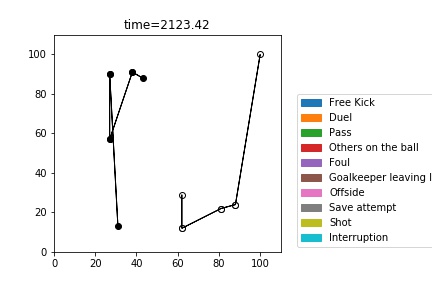 time=2123.42
100
80
60
40
20
0
0 20 40 60 80 100
Free Kick
Duel
Pass
Others on the ball
Foul
Goalkeeper leaving l
Offside
Save attempt
Shot
Interruption